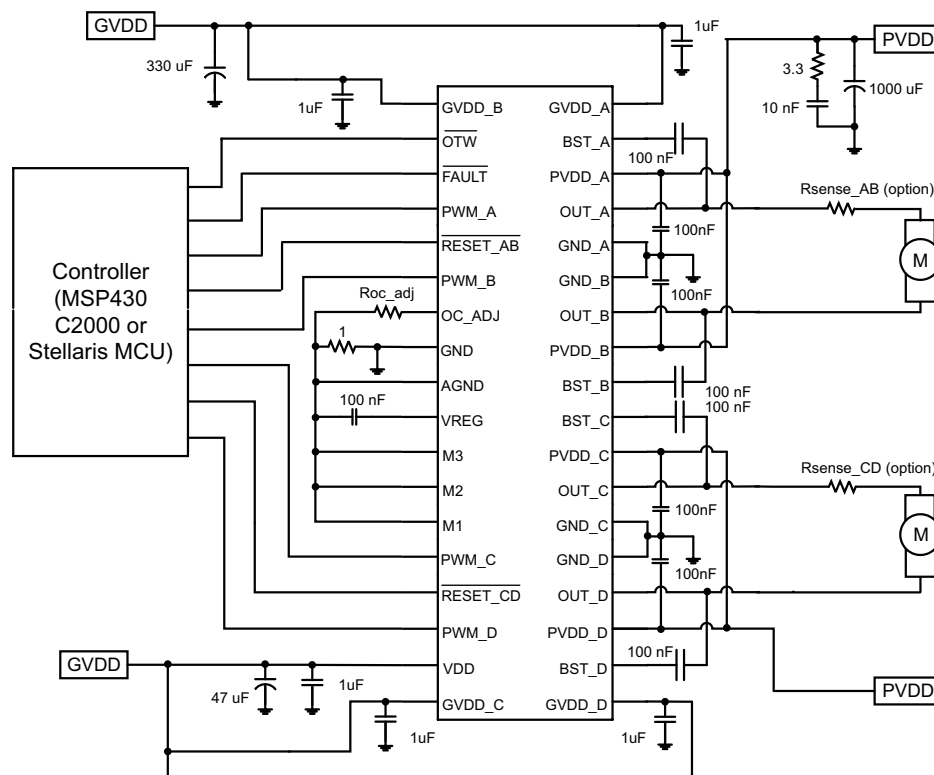 GVDD
1uF
PVDD
330 uF
3.3
1000 uF
1uF
10 nF
GVDD_B
GVDD_A
OTW
BST_A
100 nF
FAULT
PVDD_A
Rsense_AB (option)
PWM_A
OUT_A
100nF
RESET_AB
GND_A
M
Controller
(MSP430
C2000 or
Stellaris MCU)
PWM_B
GND_B
100nF
Roc_adj
OC_ADJ
OUT_B
1
GND
PVDD_B
AGND
BST_B
100 nF
100 nF
100 nF
VREG
BST_C
M3
PVDD_C
Rsense_CD (option)
M2
OUT_C
100nF
M1
GND_C
M
PWM_C
GND_D
100nF
RESET_CD
OUT_D
PWM_D
PVDD_D
100 nF
GVDD
VDD
BST_D
47 uF
1uF
PVDD
GVDD_C
GVDD_D
1uF
1uF